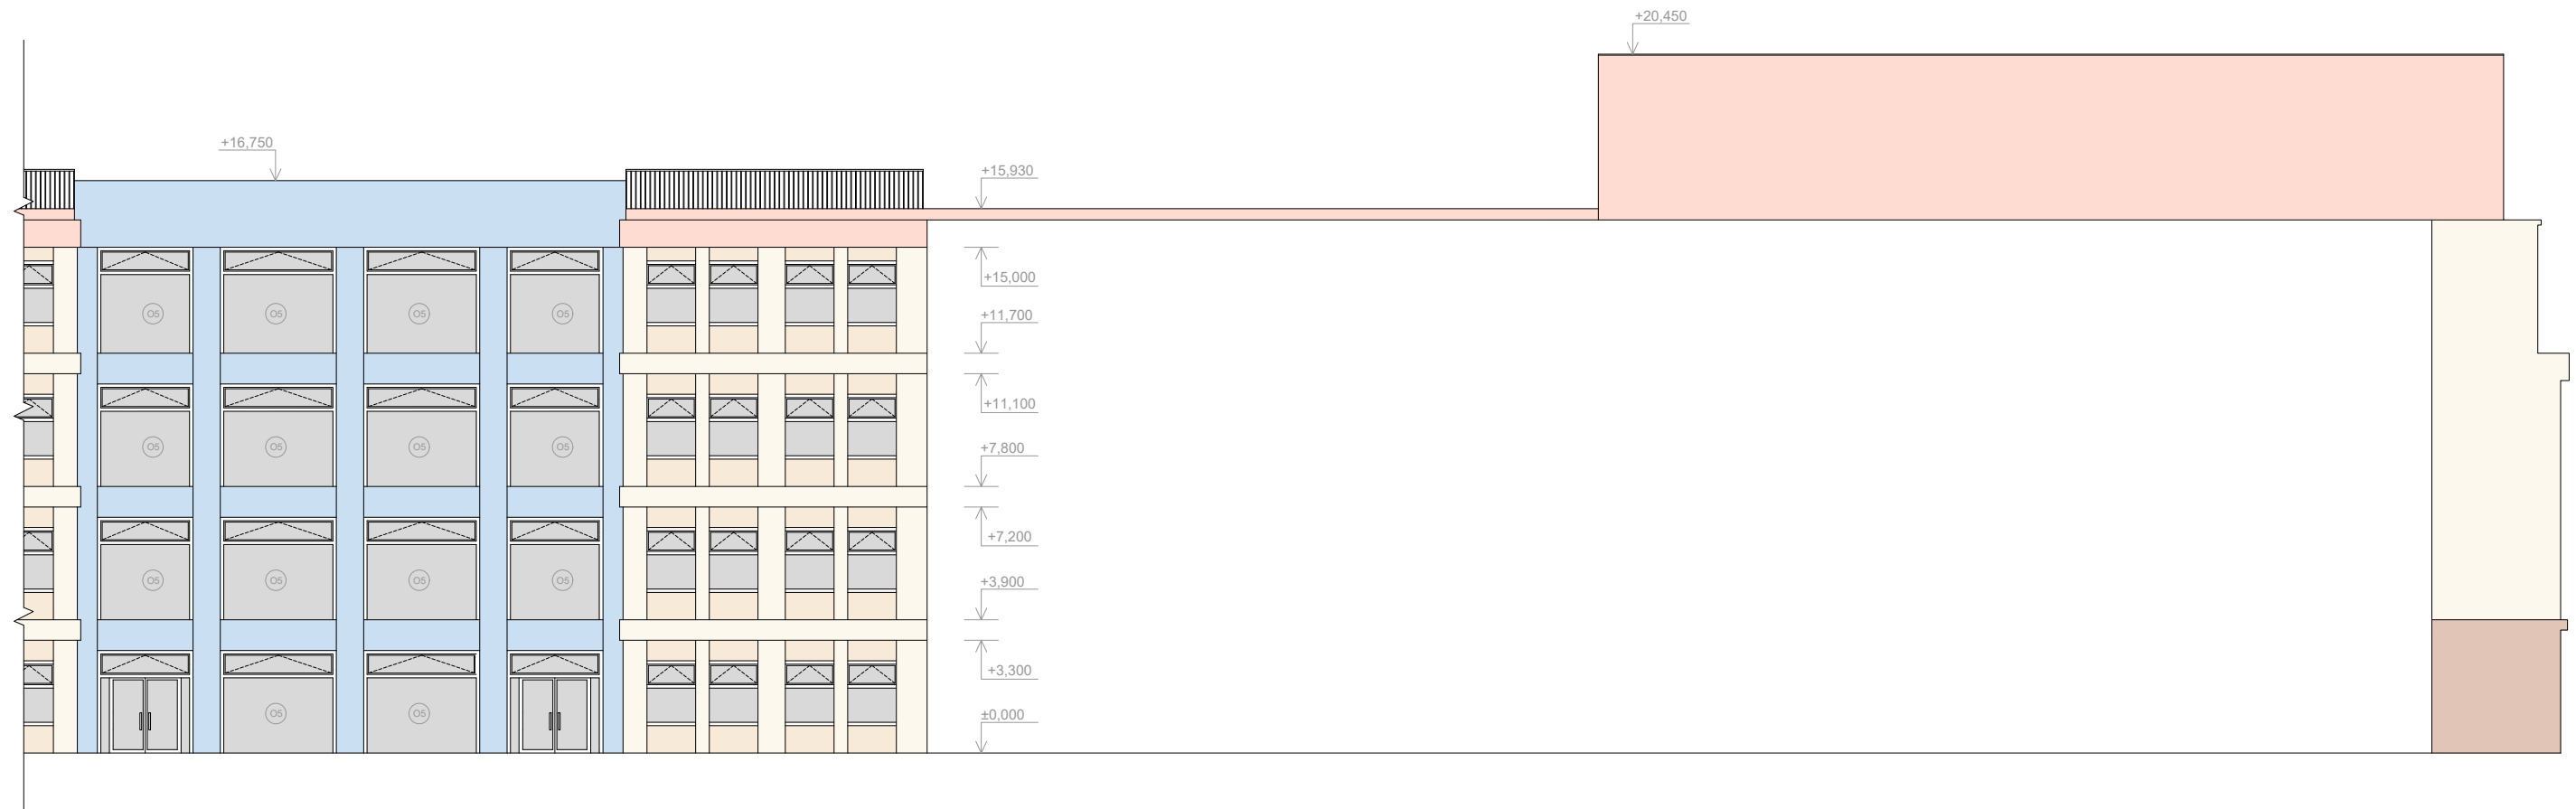 +20,450
+16,750
+15,930
+15,000
O5 O5 O5 O5
+11,700
+11,100
O5 O5 O5 O5
+7,800
+7,200
O5 O5 O5 O5
+3,900
+3,300
O5 O5
±0,000